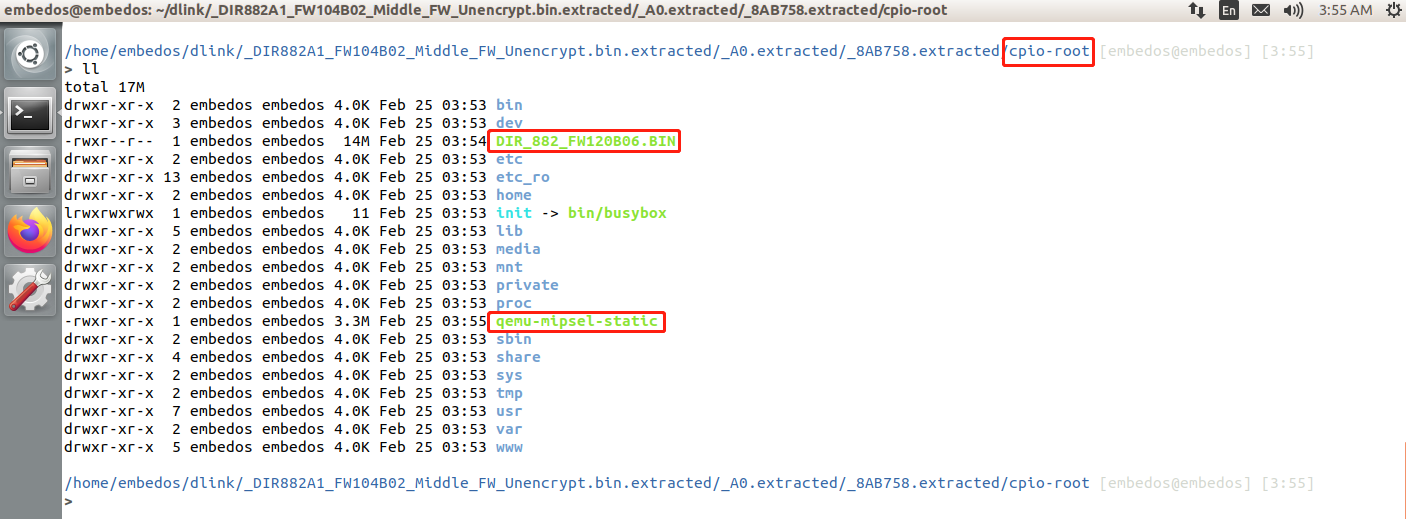 embedos@embedos: ~/dlink/_DIR882A1_FW104B02_Middle_FW_Unencrypt.bin.extracted/_A0.extracted/_8AB758.extracted/cpio-root En 3:55 AM
/home/embedos/dlink/_DIR882A1_FW104B02_Middle_FW_Unencrypt.bin.extracted/_A0.extracted/_8AB758.extracted/cpio-root [embedos@embedos] [3:55]
> ll
total 17M
drwxr-xr-x  2 embedos embedos 4.0K Feb 25 03:53 bin
drwxr-xr-x  3 embedos embedos 4.0K Feb 25 03:53 dev
-rwxr--r--  1 embedos embedos  14M Feb 25 03:54 DIR_882_FW120B06.BIN
drwxr-xr-x  2 embedos embedos 4.0K Feb 25 03:53 etc
drwxr-xr-x 13 embedos embedos 4.0K Feb 25 03:53 etc_ro
drwxr-xr-x  2 embedos embedos 4.0K Feb 25 03:53 home
lrwxrwxrwx  1 embedos embedos   11 Feb 25 03:53 init -> bin/busybox
drwxr-xr-x  5 embedos embedos 4.0K Feb 25 03:53 lib
drwxr-xr-x  2 embedos embedos 4.0K Feb 25 03:53 media
drwxr-xr-x  2 embedos embedos 4.0K Feb 25 03:53 mnt
drwxr-xr-x  2 embedos embedos 4.0K Feb 25 03:53 private
drwxr-xr-x  2 embedos embedos 4.0K Feb 25 03:53 proc
-rwxr-xr-x  1 embedos embedos 3.3M Feb 25 03:55 qemu-mipsel-static
drwxr-xr-x  2 embedos embedos 4.0K Feb 25 03:53 sbin
drwxr-xr-x  4 embedos embedos 4.0K Feb 25 03:53 share
drwxr-xr-x  2 embedos embedos 4.0K Feb 25 03:53 sys
drwxr-xr-x  2 embedos embedos 4.0K Feb 25 03:53 tmp
drwxr-xr-x  7 embedos embedos 4.0K Feb 25 03:53 usr
drwxr-xr-x  2 embedos embedos 4.0K Feb 25 03:53 var
drwxr-xr-x  5 embedos embedos 4.0K Feb 25 03:53 www
/home/embedos/dlink/_DIR882A1_FW104B02_Middle_FW_Unencrypt.bin.extracted/_A0.extracted/_8AB758.extracted/cpio-root [embedos@embedos] [3:55]
>